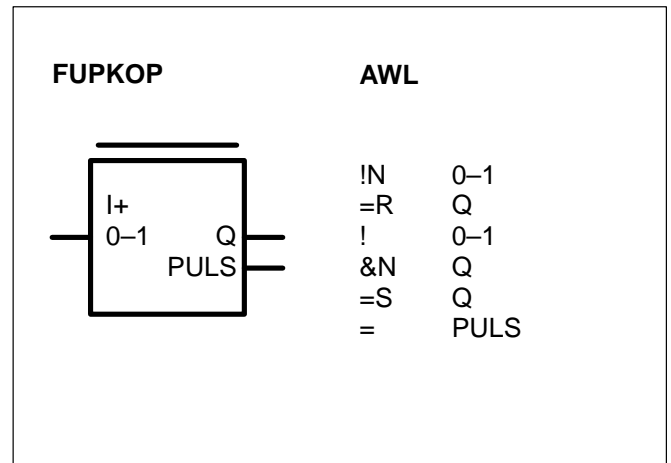 FUPKOP AWL
I+
0–1 Q
PULS
!N 0–1
=R Q
! 0–1
&N Q
=S Q
= PULS